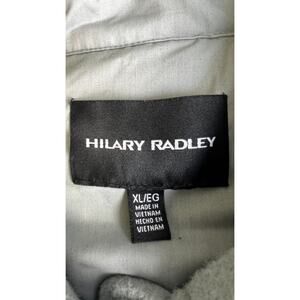 HILARY RADLEY
XL/EG
MADE IN
VIETNAM
HECHO EN
VIETNAM